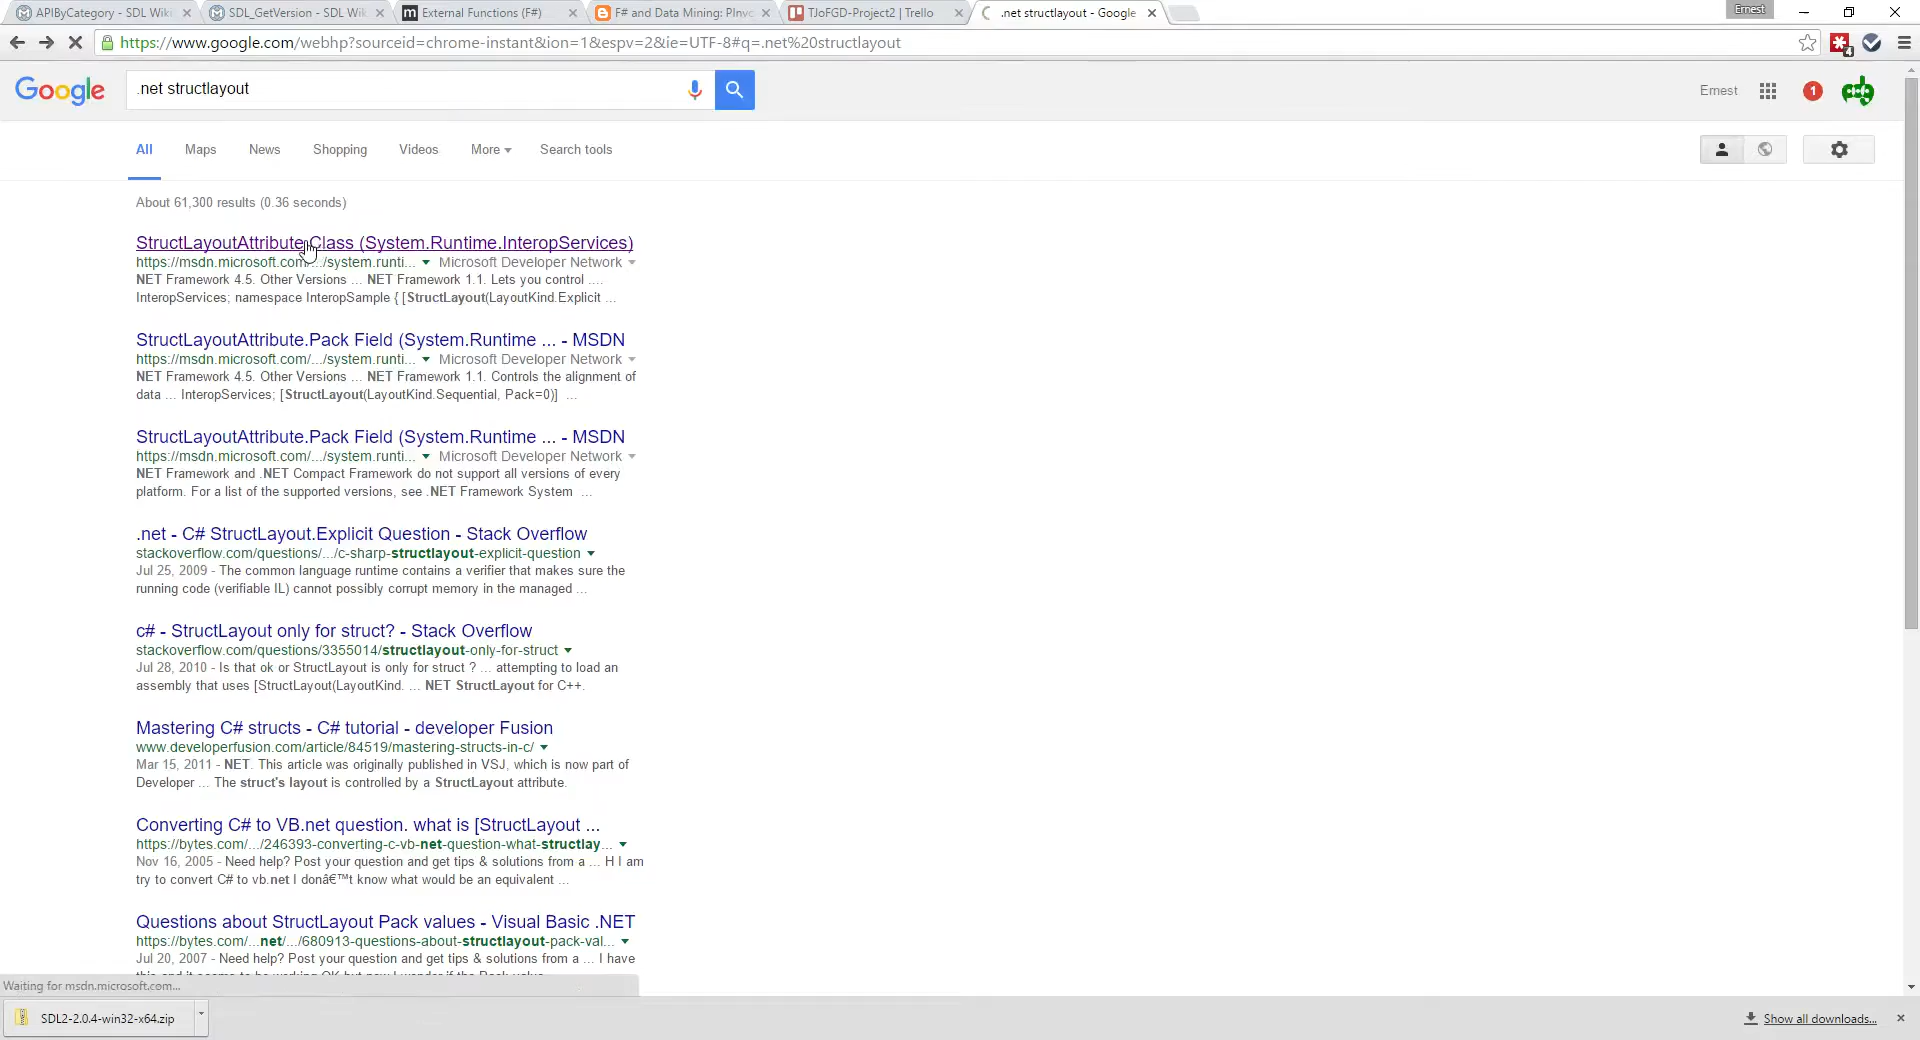 APIByCategory - SDL Wiki
SDL_GetVersion - SDL Wik
External Functions (F#)
F# and Data Mining: PInvo
TJoFGD-Project2 | Trello
.net structlayout - Google
Ernest
https://www.google.com/webhp?sourceid=chrome-instant&ion=1&espv=2&ie=UTF-8#q=.net%20structlayout
4
Google
.net structlayout
Ernest
1
All
Maps
News
Shopping
Videos
More
Search tools
About 61,300 results (0.36 seconds)
StructLayoutAttribute Class (System.Runtime.InteropServices)
https://msdn.microsoft.com/.../system.runti... Microsoft Developer Network
NET Framework 4.5. Other Versions ... NET Framework 1.1. Lets you control ....
InteropServices; namespace InteropSample { [StructLayout(LayoutKind.Explicit ...
StructLayoutAttribute.Pack Field (System.Runtime ... - MSDN
https://msdn.microsoft.com/.../system.runti... Microsoft Developer Network
NET Framework 4.5. Other Versions ... NET Framework 1.1. Controls the alignment of
data ... InteropServices; [StructLayout(LayoutKind.Sequential, Pack=0)] ...
StructLayoutAttribute.Pack Field (System.Runtime ... - MSDN
https://msdn.microsoft.com/.../system.runti... Microsoft Developer Network
NET Framework and .NET Compact Framework do not support all versions of every
platform. For a list of the supported versions, see .NET Framework System ...
.net - C# StructLayout.Explicit Question - Stack Overflow
stackoverflow.com/questions/.../c-sharp-structlayout-explicit-question
Jul 25, 2009 - The common language runtime contains a verifier that makes sure the
running code (verifiable IL) cannot possibly corrupt memory in the managed ...
c# - StructLayout only for struct? - Stack Overflow
stackoverflow.com/questions/3355014/structlayout-only-for-struct
Jul 28, 2010 - Is that ok or StructLayout is only for struct ? ... attempting to load an
assembly that uses [StructLayout(LayoutKind. ... NET StructLayout for C++.
Mastering C# structs - C# tutorial - developer Fusion
www.developerfusion.com/article/84519/mastering-structs-in-c/
Mar 15, 2011 - NET. This article was originally published in VSJ, which is now part of
Developer ... The struct's layout is controlled by a StructLayout attribute.
Converting C# to VB.net question. what is [StructLayout ...
https://bytes.com/.../246393-converting-c-vb-net-question-what-structlay...
Nov 16, 2005 - Need help? Post your question and get tips & solutions from a ... H I am
try to convert C# to vb.net I donâ€™t know what would be an equivalent ...
Questions about StructLayout Pack values - Visual Basic .NET
https://bytes.com/...net/.../680913-questions-about-structlayout-pack-val...
Jul 20, 2007 - Need help? Post your question and get tips & solutions from a ... I have
Waiting for msdn.microsoft.com...
SDL2-2.0.4-win32-x64.zip
Show all downloads...